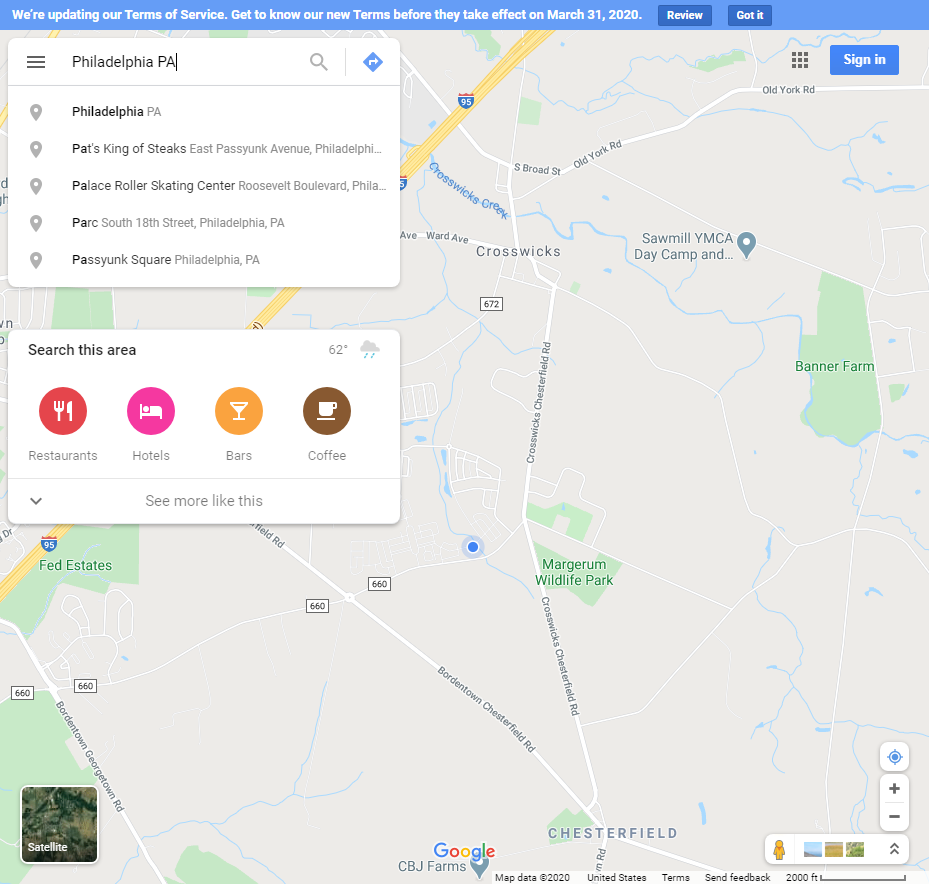 We're updating our Terms of Service. Get to know our new Terms before they take effect on March 31, 2020. Review Got it
Philadelphia PA
Sign in
Philadelphia PA
Pat's King of Steaks East Passyunk Avenue, Philadelphi...
Palace Roller Skating Center Roosevelt Boulevard, Phila...
Parc South 18th Street, Philadelphia, PA
Passyunk Square Philadelphia, PA
95
Old York Rd
S Broad St
Old York Rd
Crosswicks Creek
Ave
Ward Ave
Crosswicks
Sawmill YMCA
Day Camp and...
672
Banner Farm
Crosswicks Chesterfield Rd
Search this area
62°
Restaurants
Hotels
Bars
Coffee
See more like this
95
Fed Estates
660
660
Margerum
Wildlife Park
Crosswicks Chesterfield Rd
660
660
Bordentown Chesterfield Rd
Bordentown Georgetown Rd
Satellite
CHESTERFIELD
Google
CBJ Farms
Map data ©2020 United States Terms Send feedback 2000 ft